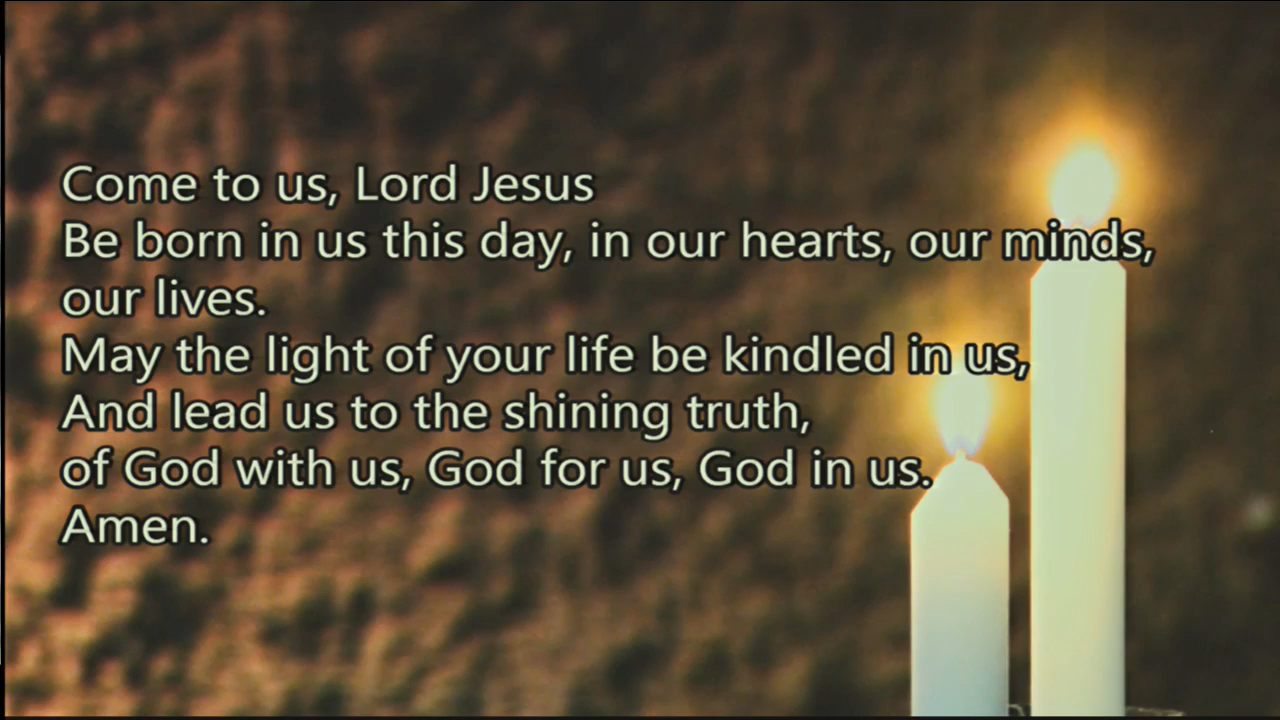 Come to us, Lord Jesus
Be born in us this day, in our hearts, our minds,
our lives.
May the light of your life be kindled in us,
And lead us to the shining truth,
of God with us, God for us, God in us.
Amen.